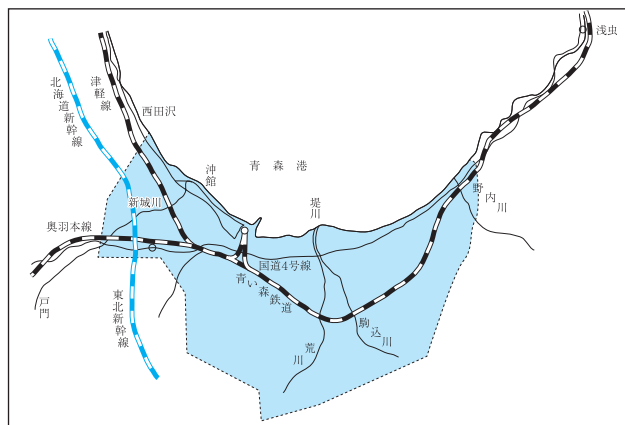 浅虫
北海道新幹線
津軽線
西田沢
沖館
青森港
堤川
野内川
新城川
奥羽本線
国道4号線
青い森鉄道
戸門
東北新幹線
荒川
駒込川